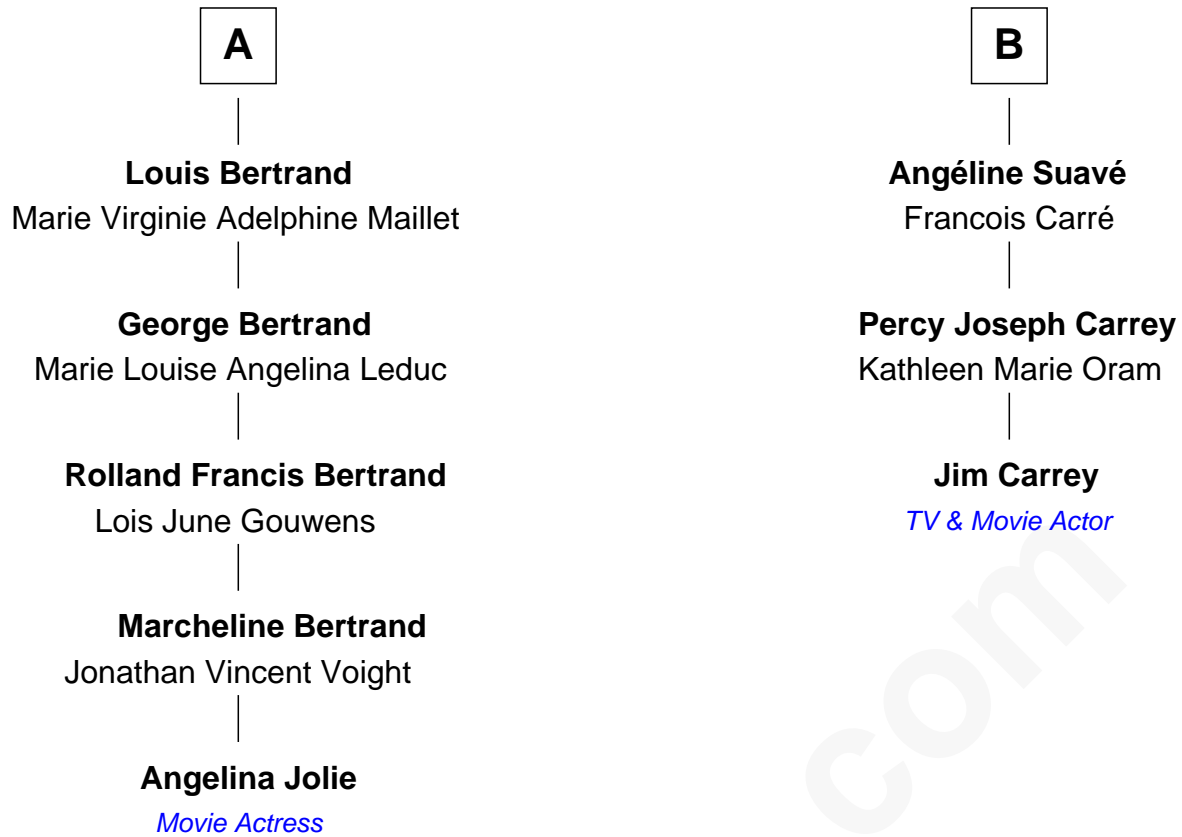 A
Louis Bertrand
Marie Virginie Adelphine Maillet
George Bertrand
Marie Louise Angelina Leduc
Rolland Francis Bertrand
Lois June Gouwens
Marcheline Bertrand
Jonathan Vincent Voight
Angelina Jolie
Movie Actress
B
Angéline Suavé
Francois Carré
Percy Joseph Carrey
Kathleen Marie Oram
Jim Carrey
TV & Movie Actor
com